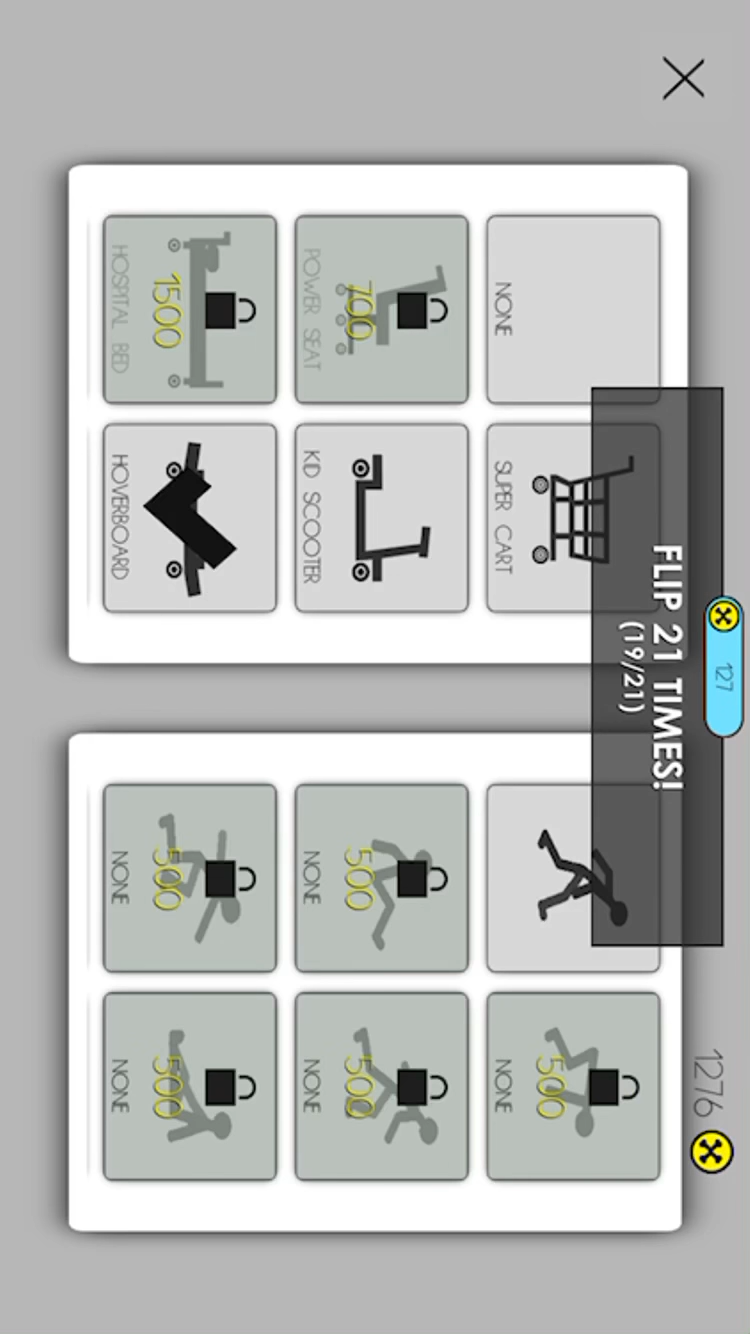 127
FLIP 21 TIMES!
(19/21)
1276
NONE
SUPER CART
700
POWER SEAT
KID SCOOTER
1500
HOSPITAL BED
HOVERBOARD
500
NONE
500
NONE
500
NONE
500
NONE
500
NONE